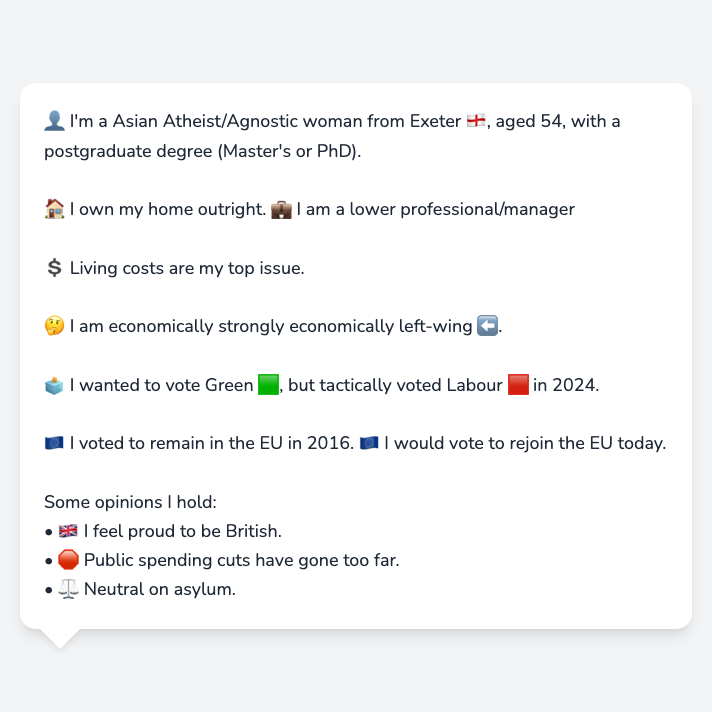 👤 I'm a Asian Atheist/Agnostic woman from Exeter 🏴󠁧󠁢󠁥󠁮󠁧󠁿, aged 54, with a
postgraduate degree (Master's or PhD).
🏠 I own my home outright. 💼 I am a lower professional/manager
💲 Living costs are my top issue.
🤔 I am economically strongly economically left-wing ⬅️.
🗳️ I wanted to vote Green 🟩, but tactically voted Labour 🟥 in 2024.
🇪🇺 I voted to remain in the EU in 2016. 🇪🇺 I would vote to rejoin the EU today.
Some opinions I hold:
• 🇬🇧 I feel proud to be British.
• 🛑 Public spending cuts have gone too far.
• ⚖️ Neutral on asylum.